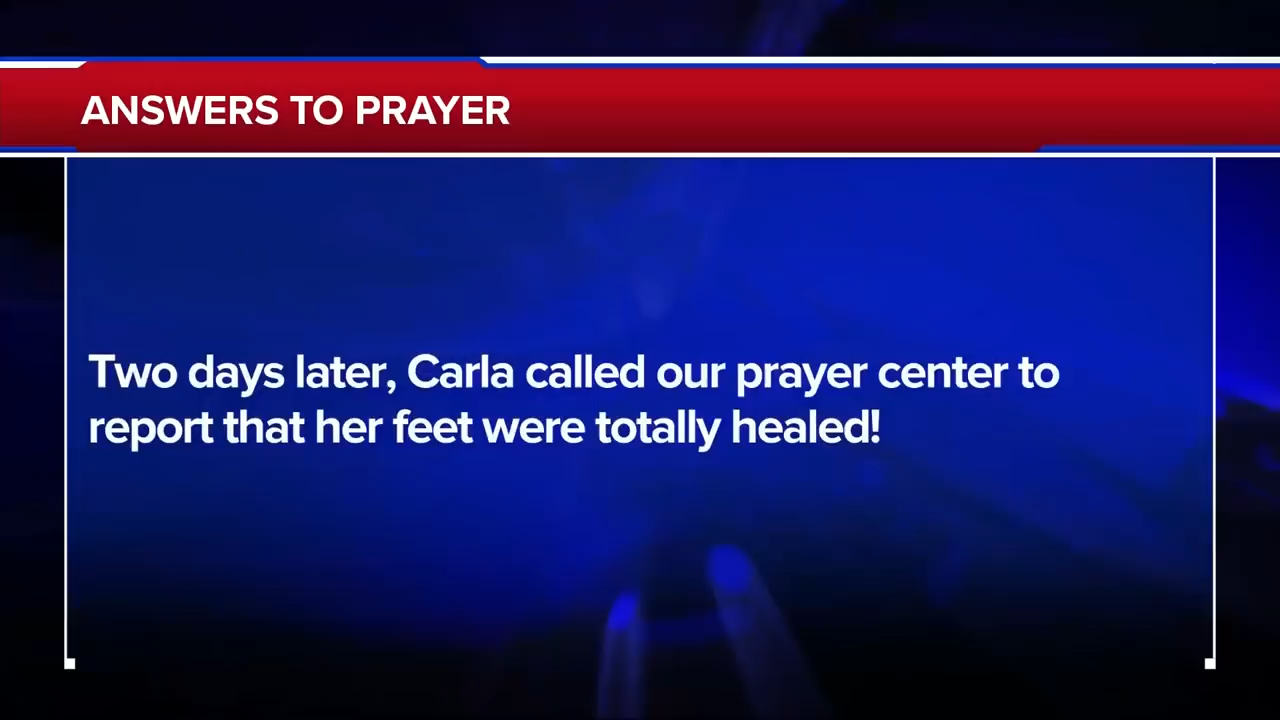 ANSWERS TO PRAYER
Two days later, Carla called our prayer center to
report that her feet were totally healed!